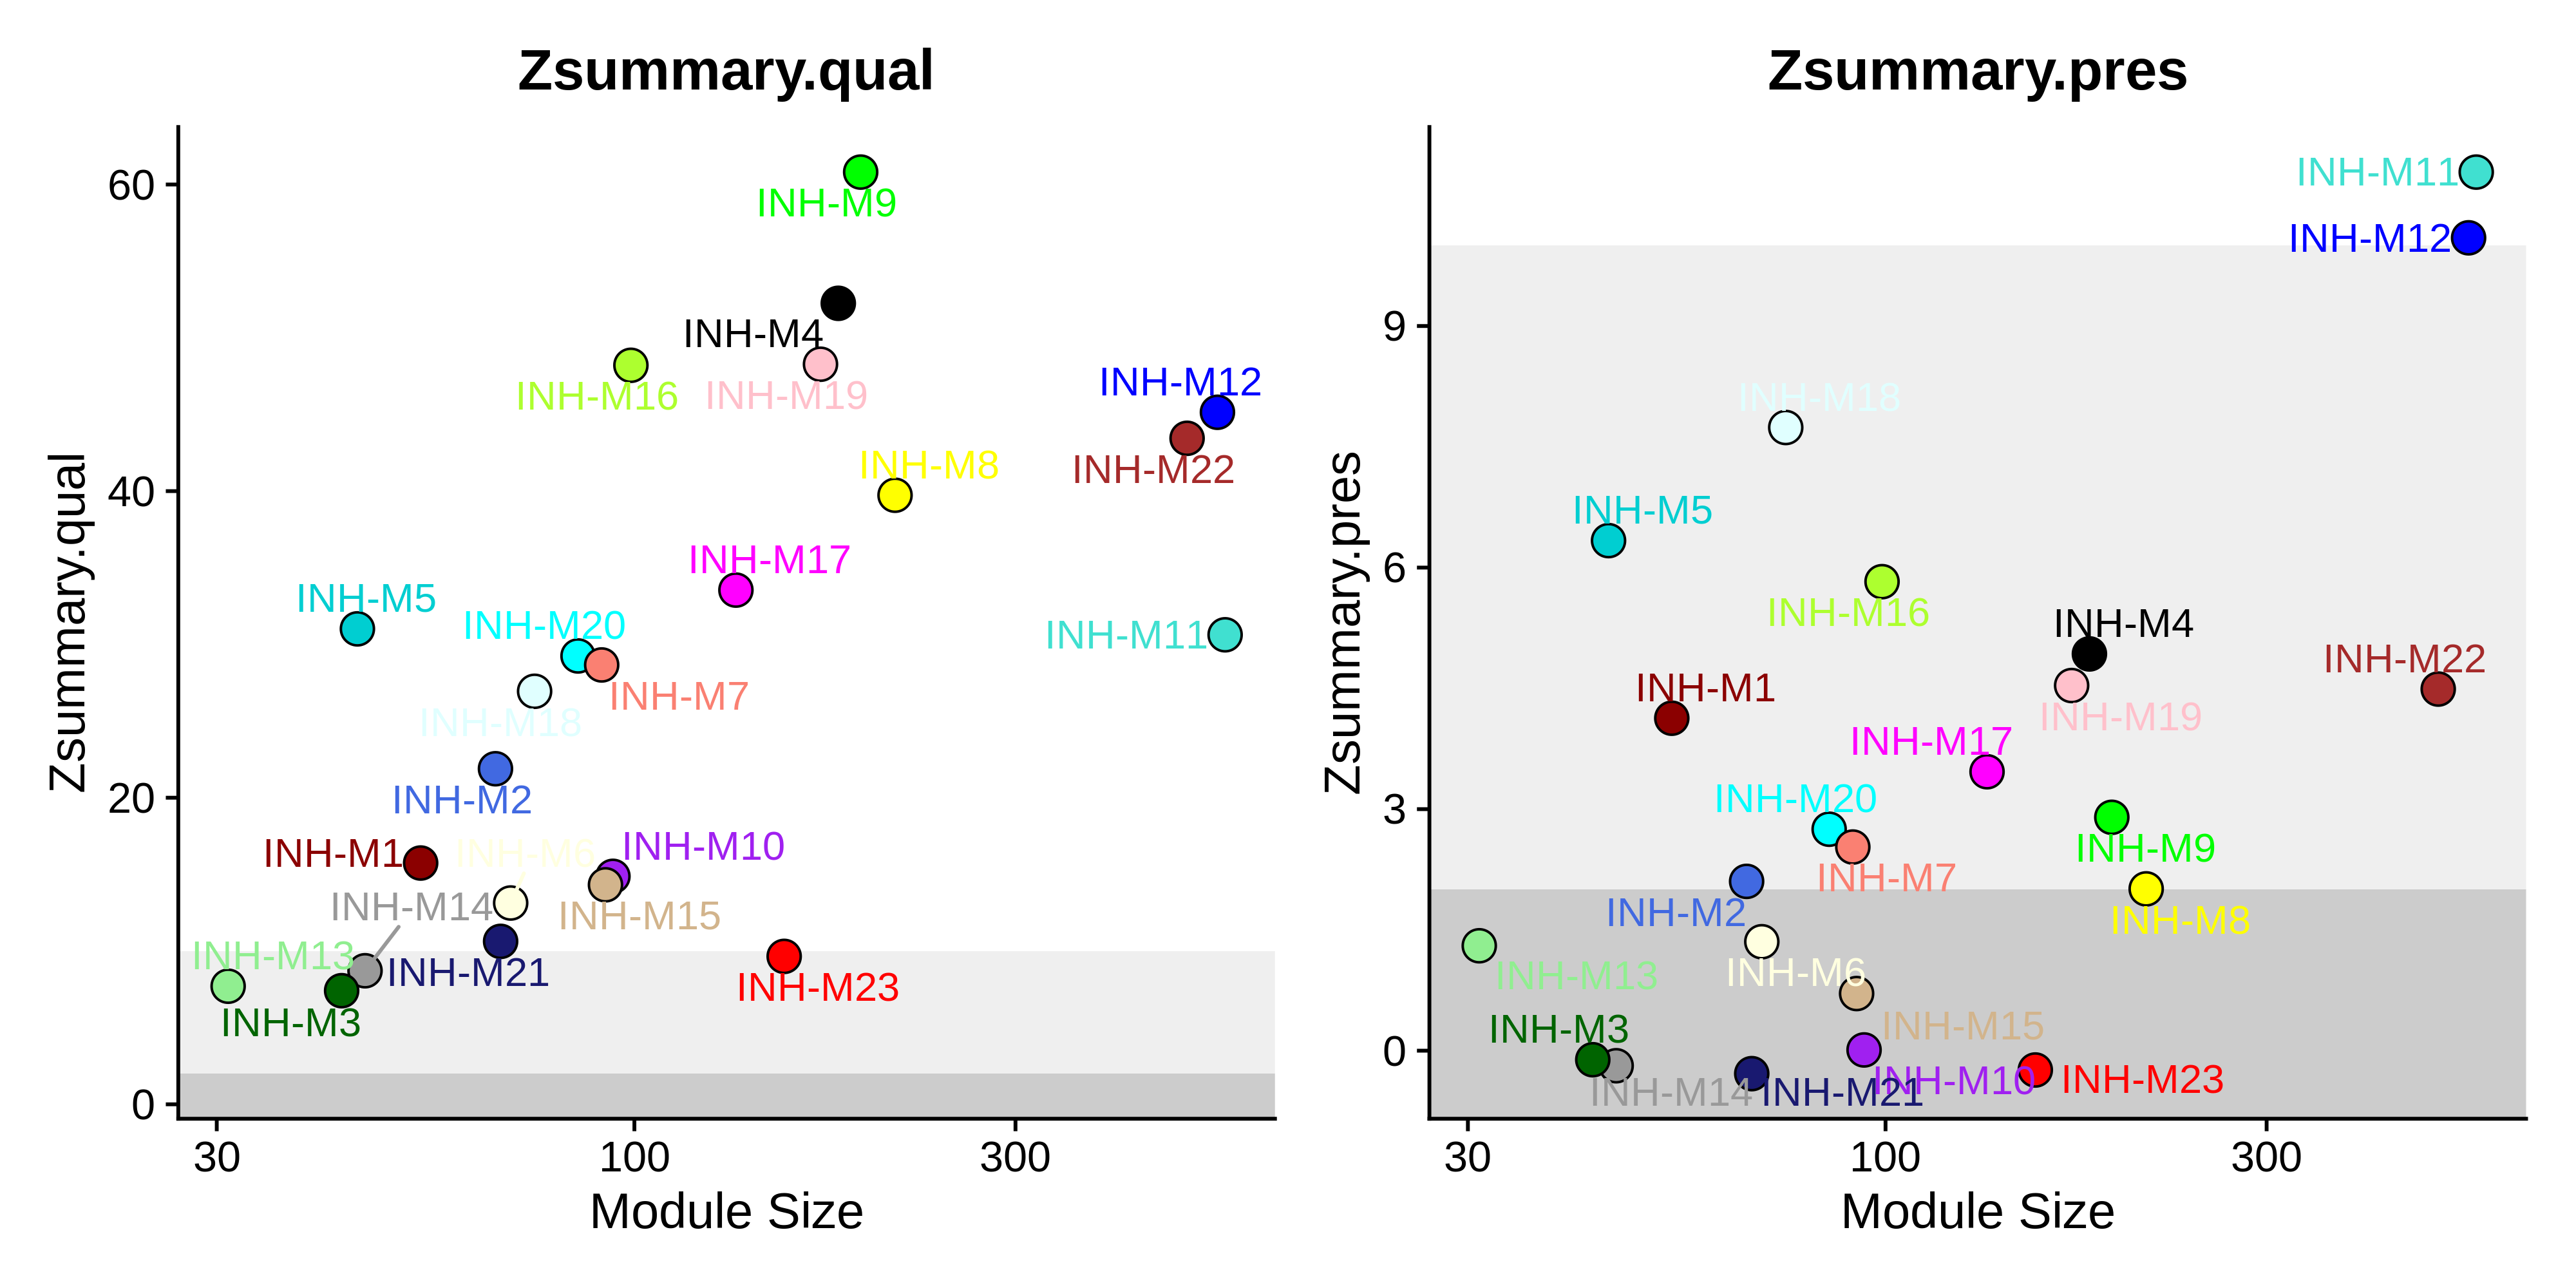 Zsummary.qual
Zsummary.qual
60
40
20
0
INH-M9
INH-M4
INH-M16
INH-M19
INH-M12
INH-M22
INH-M8
INH-M17
INH-M5
INH-M20
INH-M11
INH-M7
INH-M18
INH-M2
INH-M1
INH-M6
INH-M10
INH-M14
INH-M15
INH-M13
INH-M21
INH-M23
INH-M3
30
100
300
Module Size
Zsummary.pres
Zsummary.pres
9
6
3
0
INH-M11
INH-M12
INH-M18
INH-M5
INH-M16
INH-M4
INH-M22
INH-M1
INH-M19
INH-M17
INH-M20
INH-M9
INH-M7
INH-M2
INH-M8
INH-M13
INH-M6
INH-M3
INH-M15
INH-M14
INH-M21
INH-M10
INH-M23
30
100
300
Module Size